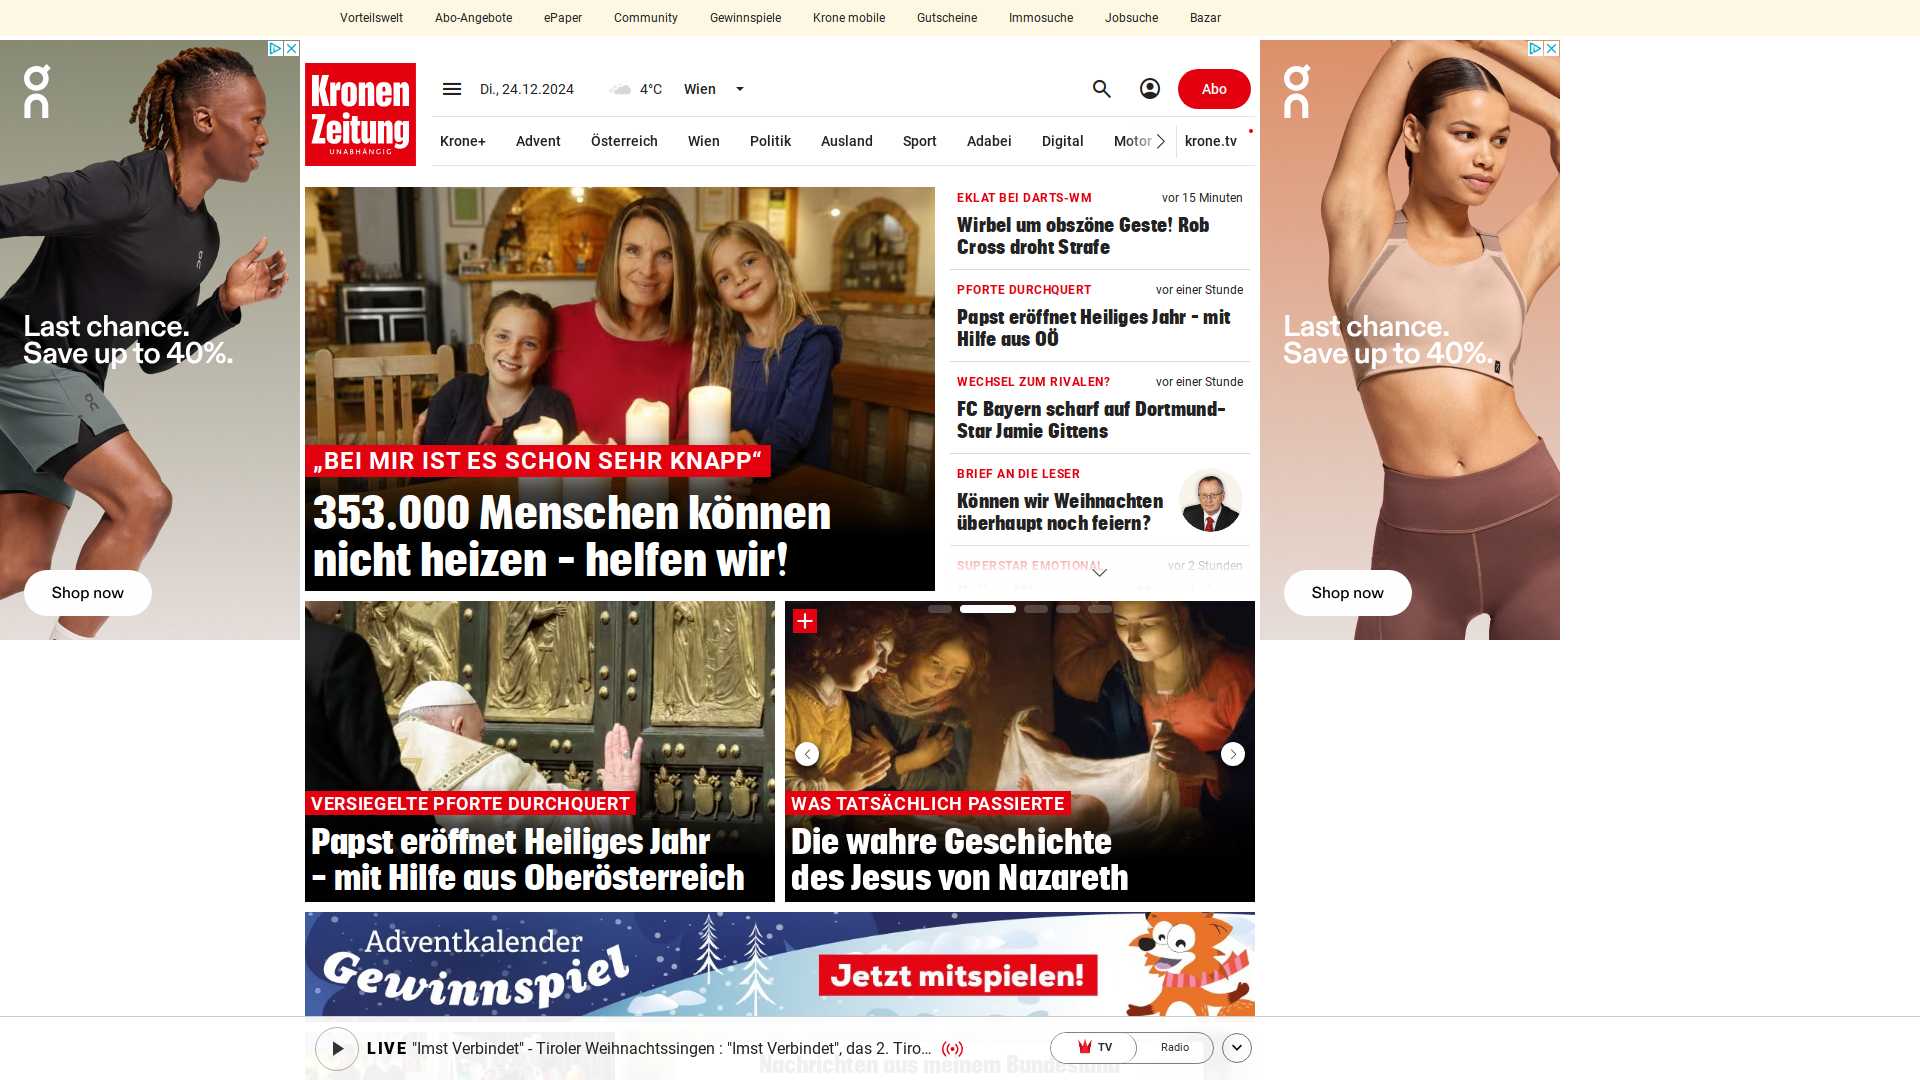 Vorteilswelt Abo-Angebote ePaper Community Gewinnspiele Krone mobile Gutscheine Immosuche Jobsuche Bazar
Kronen
Zeitung
UNABHÄNGIG
Di., 24.12.2024 4°C Wien Abo
Krone+ Advent Österreich Wien Politik Ausland Sport Adabei Digital Motor krone.tv
on
Last chance.
Save up to 40%.
Shop now
„BEI MIR IST ES SCHON SEHR KNAPP“
353.000 Menschen können
nicht heizen – helfen wir!
EKLAT BEI DARTS-WM vor 15 Minuten
Wirbel um obszöne Geste! Rob
Cross droht Strafe
PFORTE DURCHQUERT vor einer Stunde
Papst eröffnet Heiliges Jahr – mit
Hilfe aus OÖ
WECHSEL ZUM RIVALEN? vor einer Stunde
FC Bayern scharf auf Dortmund-
Star Jamie Gittens
BRIEF AN DIE LESER
Können wir Weihnachten
überhaupt noch feiern?
SUPERSTAR EMOTIONAL vor 2 Stunden
on
Last chance.
Save up to 40%.
Shop now
VERSIEGELTE PFORTE DURCHQUERT
Papst eröffnet Heiliges Jahr
– mit Hilfe aus Oberösterreich
WAS TATSÄCHLICH PASSIERTE
Die wahre Geschichte
des Jesus von Nazareth
Adventkalender
Gewinnspiel
Jetzt mitspielen!
LIVE "Imst Verbindet" - Tiroler Weihnachtssingen : "Imst Verbindet", das 2. Tiro... TV Radio
Nachrichten aus meinem Bundesland